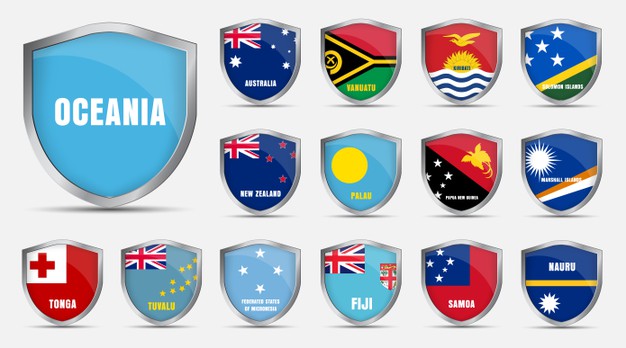 OCEANIA
AUSTRALIA
VANUATU
KIRIBATI
SOLOMON ISLANDS
NEW ZEALAND
PALAU
PAPUA NEW GUINEA
MARSHALL ISLANDS
TONGA
TUVALU
FEDERATED STATES
OF MICRONESIA
FIJI
SAMOA
NAURU